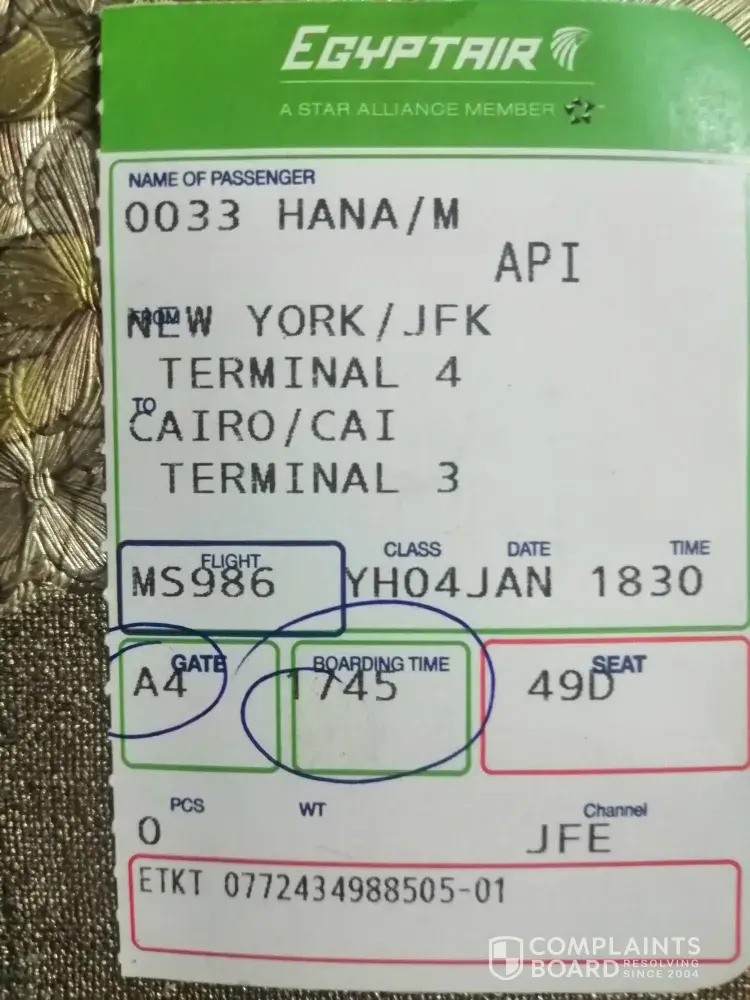 EGYPTAIR
A STAR ALLIANCE MEMBER
NAME OF PASSENGER
0033 HANA/M
API
FROM
NEW YORK/JFK
TERMINAL 4
TO
CAIRO/CAI
TERMINAL 3
FLIGHT CLASS DATE TIME
MS986 YH04JAN 1830
GATE BOARDING TIME SEAT
A4 1745 49D
PCS WT Channel
0 JFE
ETKT 0772434988505-01
COMPLAINTS
BOARD RESOLVING
SINCE 2004